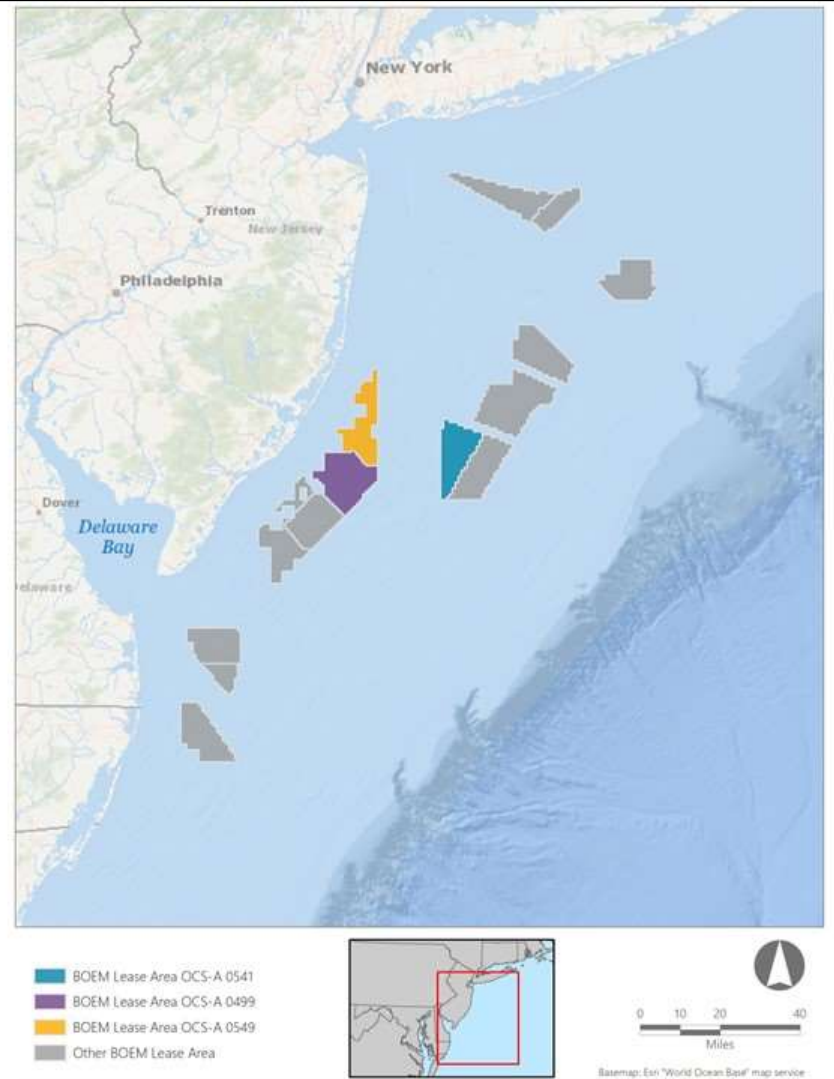 New York
Trenton
New Jersey
Philadelphia
Dover
Delaware
Bay
elaware
BOEM Lease Area OCS-A 0541
BOEM Lease Area OCS-A 0499
BOEM Lease Area OCS-A 0549
Other BOEM Lease Area
0 10 20 40
Miles
Basemap: Esri "World Ocean Base" map service